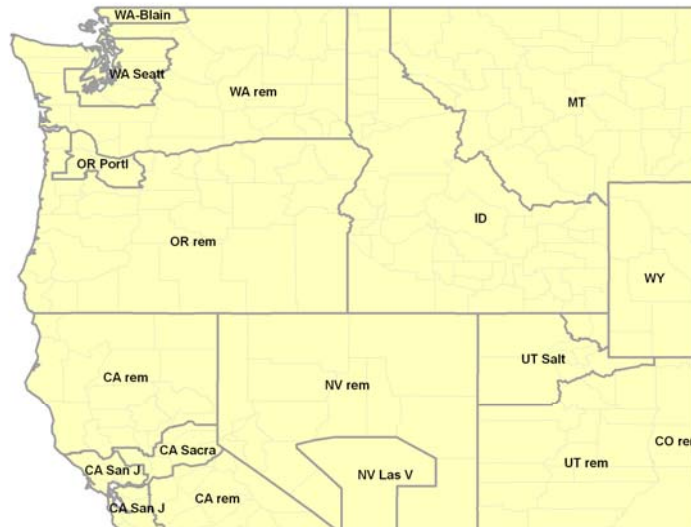 WA-Blain
WA Seatt
WA rem
MT
OR Portl
ID
OR rem
WY
UT Salt
CA rem
NV rem
CA Sacra
CO rem
CA San J
NV Las V
UT rem
CA rem
CA San J